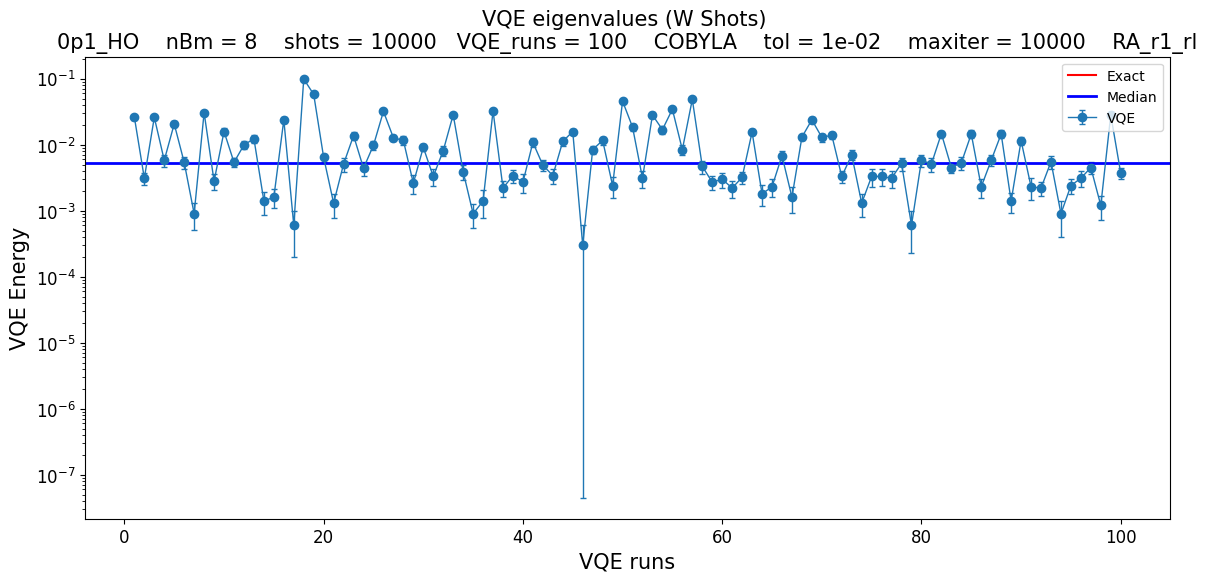 VQE eigenvalues (W Shots)
0p1_HO nBm = 8 shots = 10000 VQE_runs = 100 COBYLA tol = 1e-02 maxiter = 10000 RA_r1_rl
Exact
Median
VQE
VQE Energy
10⁻¹
10⁻²
10⁻³
10⁻⁴
10⁻⁵
10⁻⁶
10⁻⁷
0 20 40 60 80 100
VQE runs